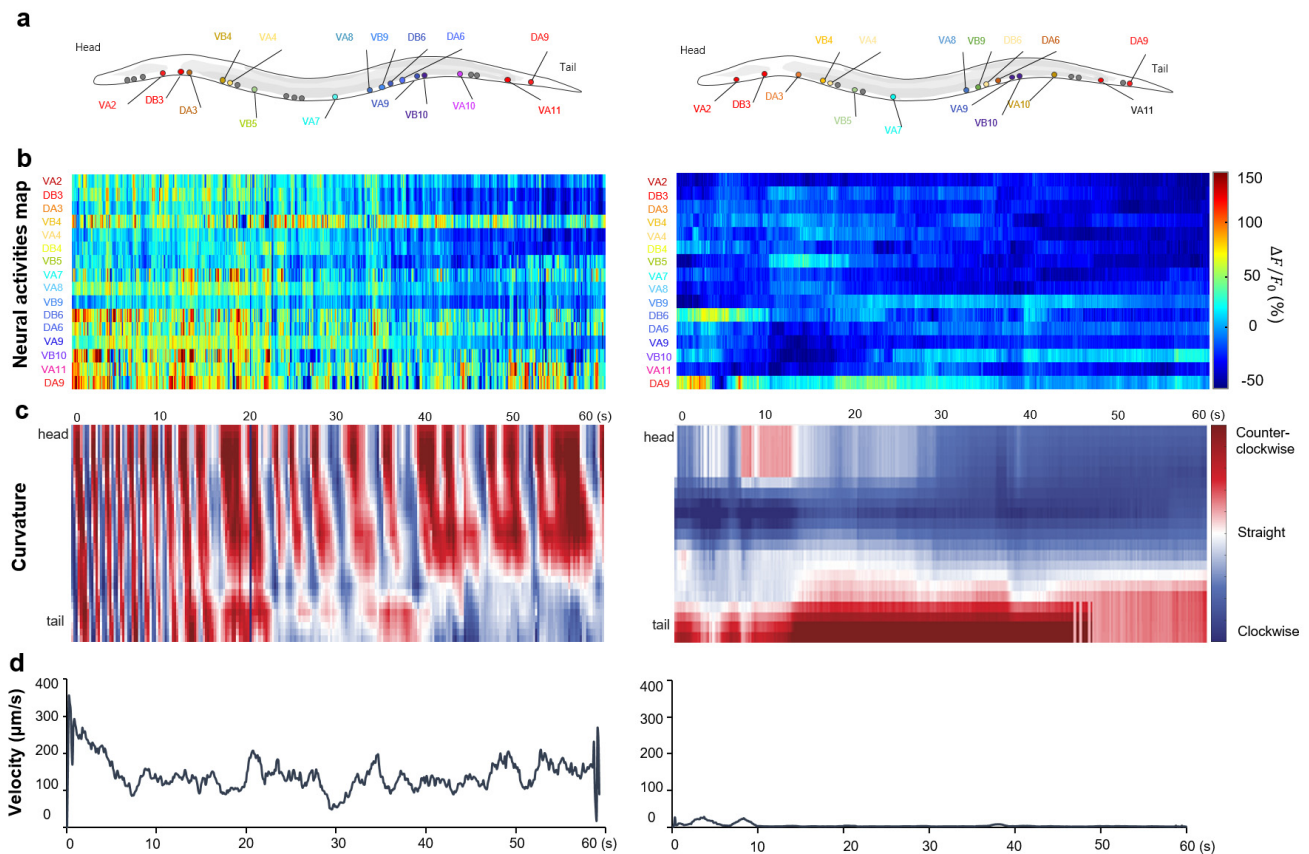 a
VB4 VA4 VA8 VB9 DB6 DA6 DA9
Head
Tail
VA2 DB3 DA3 VB5 VA7 VA9 VB10 VA10 VA11
VB4 VA4 VA8 VB9 DB6 DA6 DA9
Head
Tail
VA2 DB3 DA3 VB5 VA7 VA9 VB10 VA10 VA11
b
Neural activities map
VA2
DB3
DA3
VB4
VA4
DB4
VB5
VA7
VA8
VB9
DB6
DA6
VA9
VB10
VA11
DA9
VA2
DB3
DA3
VB4
VA4
DB4
VB5
VA7
VA8
VB9
DB6
DA6
VA9
VB10
VA11
DA9
150
100
50
0
-50
ΔF/F0 (%)
c
Curvature
0 10 20 30 40 50 60 (s)
head
tail
0 10 20 30 40 50 60 (s)
head
tail
Counter-
clockwise
Straight
Clockwise
d
Velocity (μm/s)
400
300
200
100
0
0 10 20 30 40 50 60 (s)
400
300
200
100
0
0 10 20 30 40 50 60 (s)